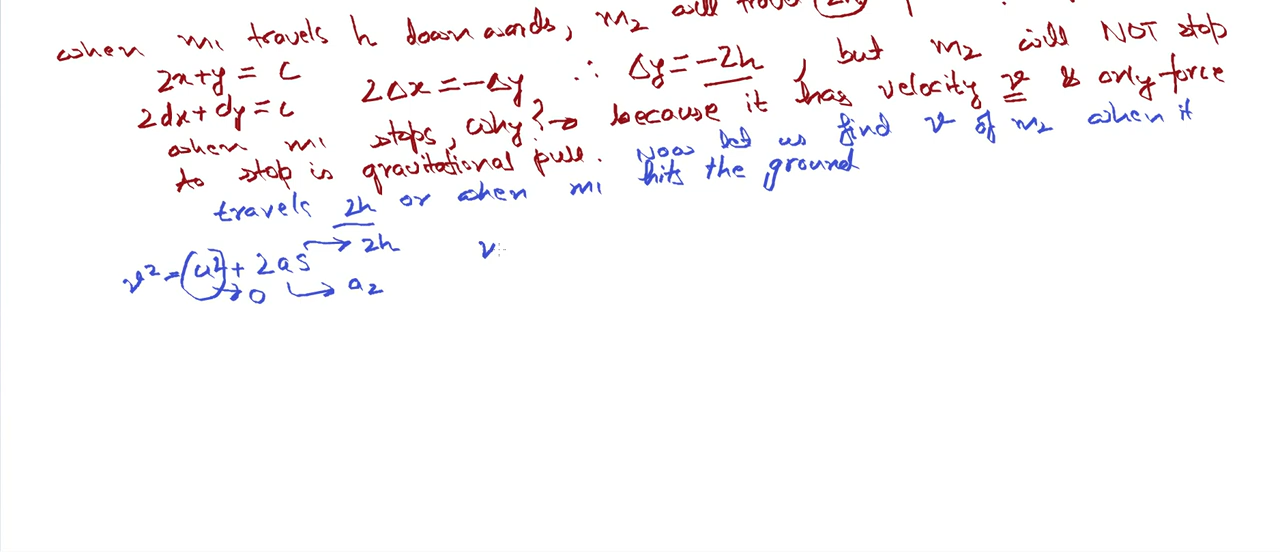 when m1 travels h downwards, m2 will travel 2h
2x+y = C 2Δx = -Δy ∴ Δy = -2h, but m2 will NOT stop
2dx+dy = C
when m1 stops, why? → because it has velocity v & only force
to stop is gravitational pull. Now let us find v of m2 when it
travels 2h or when m1 hits the ground
v² = (u²) + 2as → 2h v
→ 0 → a2